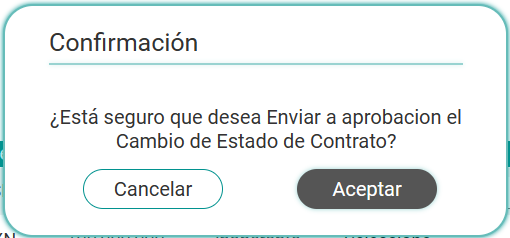 Confirmación
¿Está seguro que desea Enviar a aprobacion el
Cambio de Estado de Contrato?
Cancelar
Aceptar